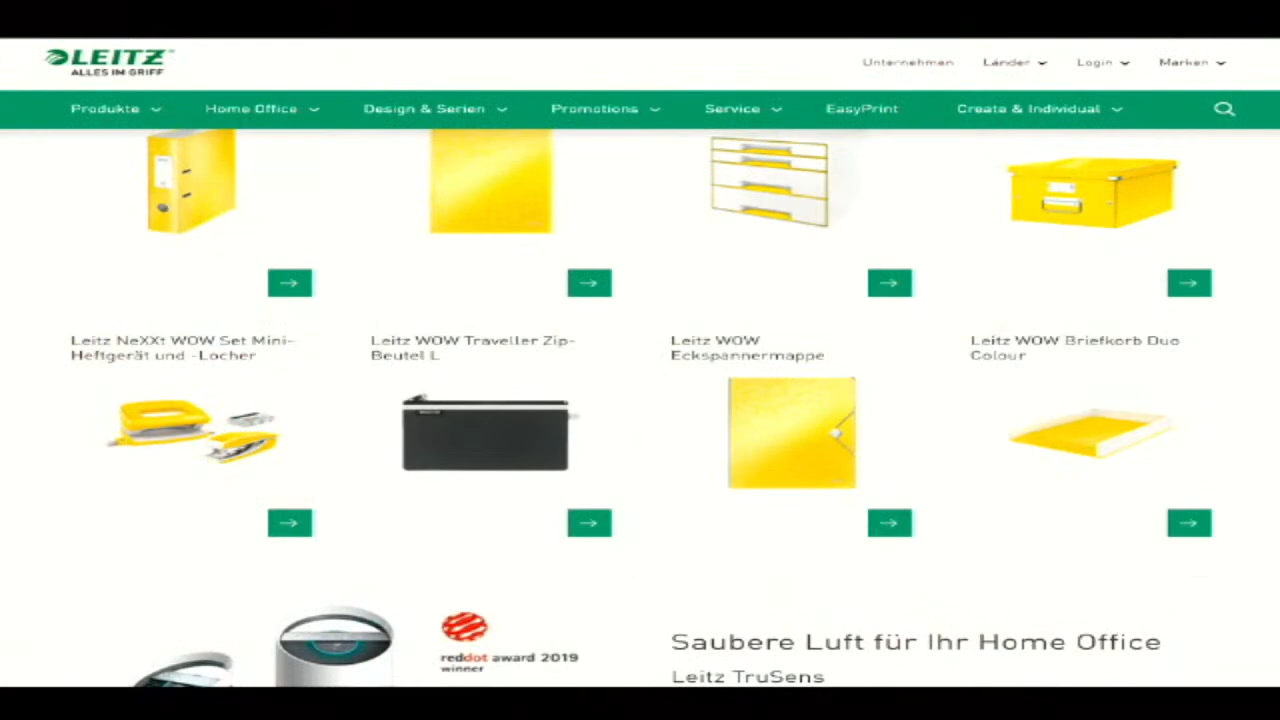 LEITZ
ALLES IM GRIFF
Unternehmen Länder Login Marken
Produkte Home Office Design & Serien Promotions Service EasyPrint Create & Individual
Leitz NeXXt WOW Set Mini-
Heftgerät und -Locher
Leitz WOW Traveller Zip-
Beutel L
Leitz WOW
Eckspannermappe
Leitz WOW Briefkorb Duo
Colour
reddot award 2019
winner
Saubere Luft für Ihr Home Office
Leitz TruSens